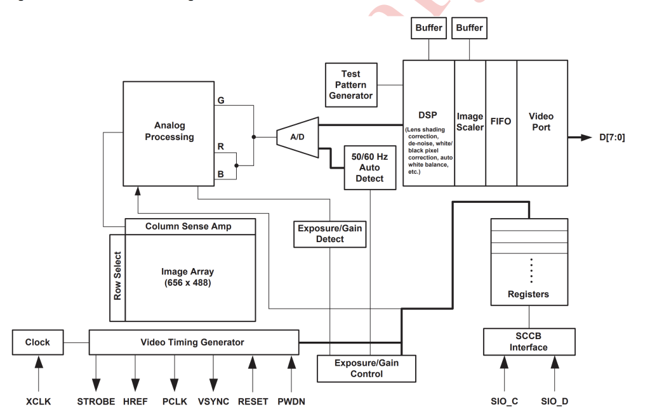 Buffer
Buffer
Test
Pattern
Generator
DSP
(Lens shading
correction,
de-noise, white/
black pixel
correction, auto
white balance,
etc.)
Image
Scaler
FIFO
Video
Port
D[7:0]
Analog
Processing
G
R
B
A/D
50/60 Hz
Auto
Detect
Column Sense Amp
Row Select
Image Array
(656 x 488)
Exposure/Gain
Detect
Registers
Clock
Video Timing Generator
Exposure/Gain
Control
SCCB
Interface
XCLK
STROBE
HREF
PCLK
VSYNC
RESET
PWDN
SIO_C
SIO_D